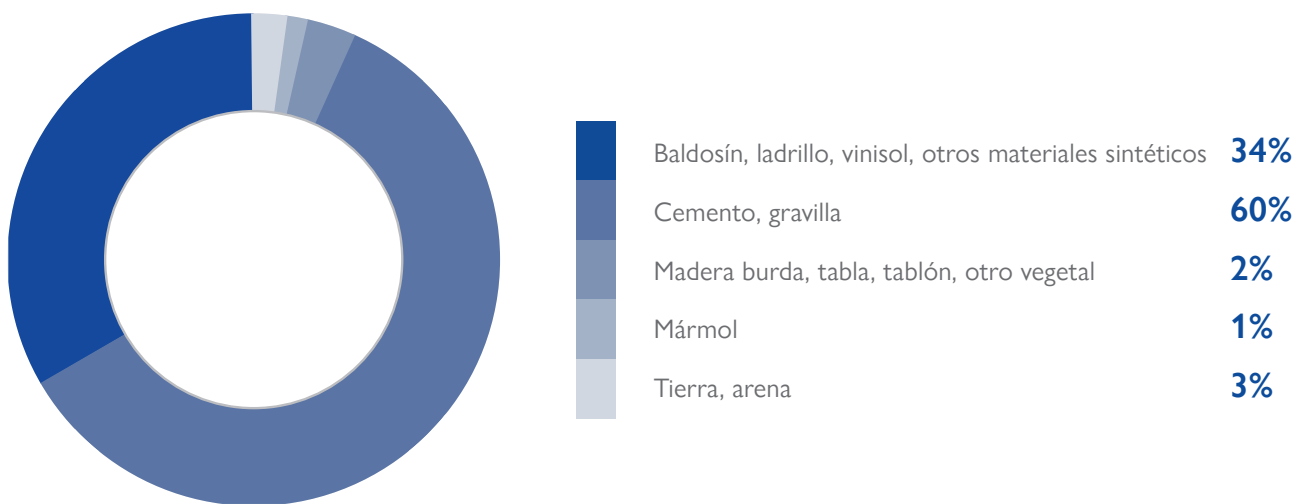 Baldosín, ladrillo, vinisol, otros materiales sintéticos 34%
Cemento, gravilla 60%
Madera burda, tabla, tablón, otro vegetal 2%
Mármol 1%
Tierra, arena 3%